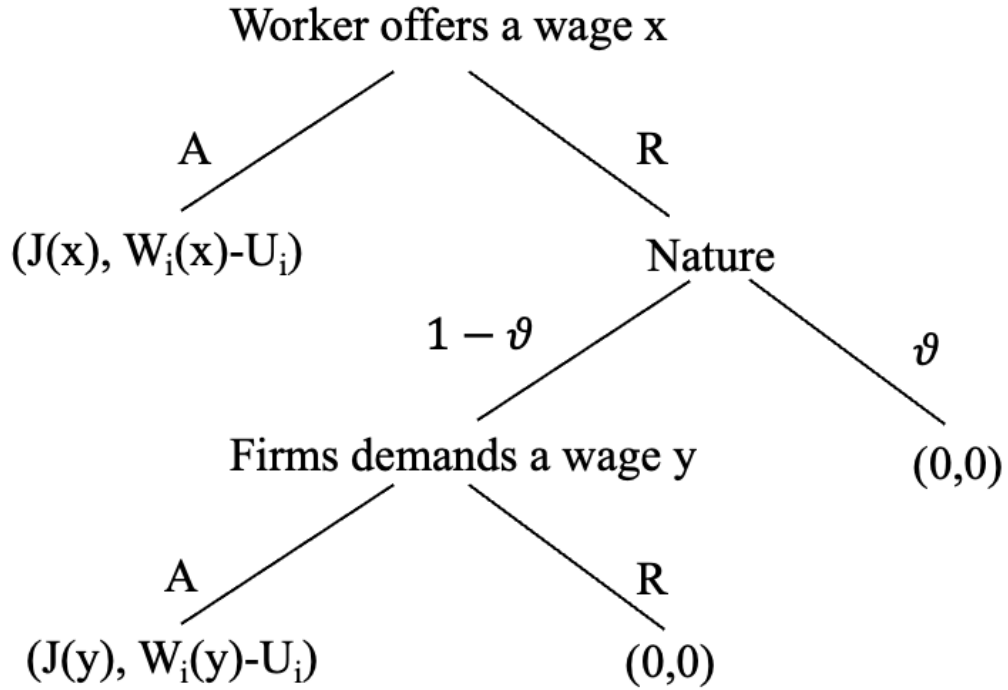 Worker offers a wage x
A
R
(J(x), Wᵢ(x)-Uᵢ)
Nature
1 − ϑ
ϑ
Firms demands a wage y
(0,0)
A
R
(J(y), Wᵢ(y)-Uᵢ)
(0,0)